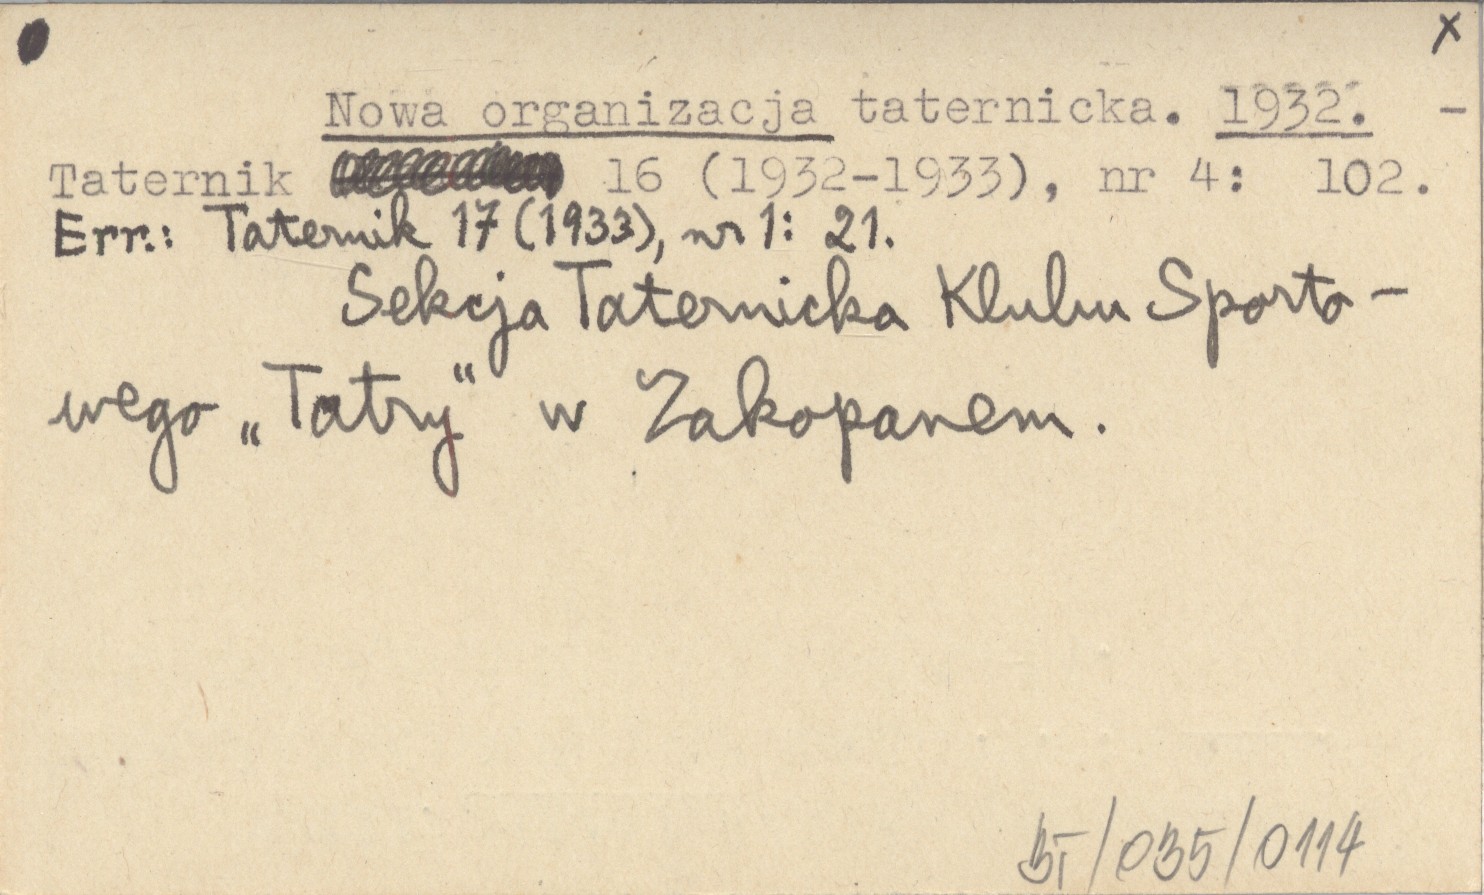 x
Nowa organizacja taternicka. 1932. -
Taternik 16 (1932-1933), nr 4: 102.
Err.: Taternik 17 (1933), nr 1: 21.
Sekcja Taternicka Klubu Sporto-
wego „Tatry“ w Zakopanem.
BT/035/0114